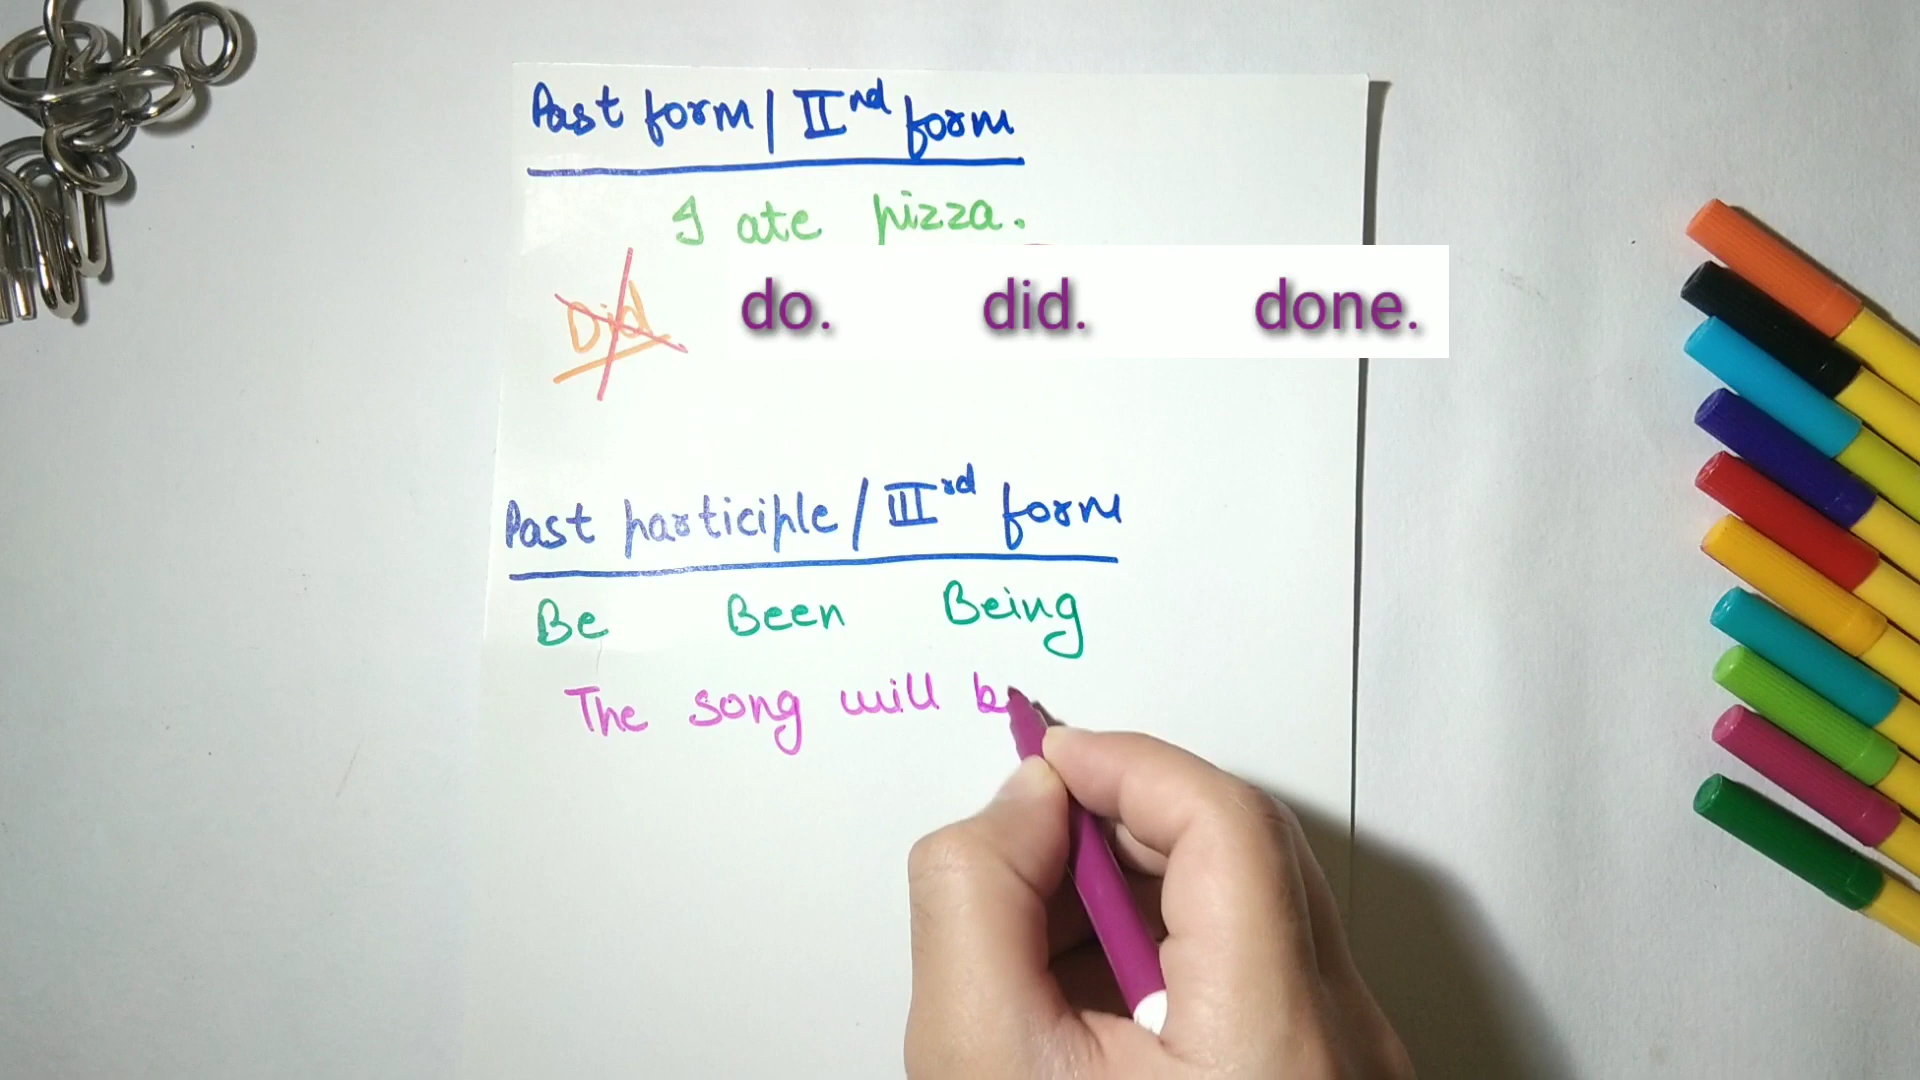 Past form / IInd form
I ate pizza.
Did do. did. done.
Past participle / IIIrd form
Be Been Being
The song will b